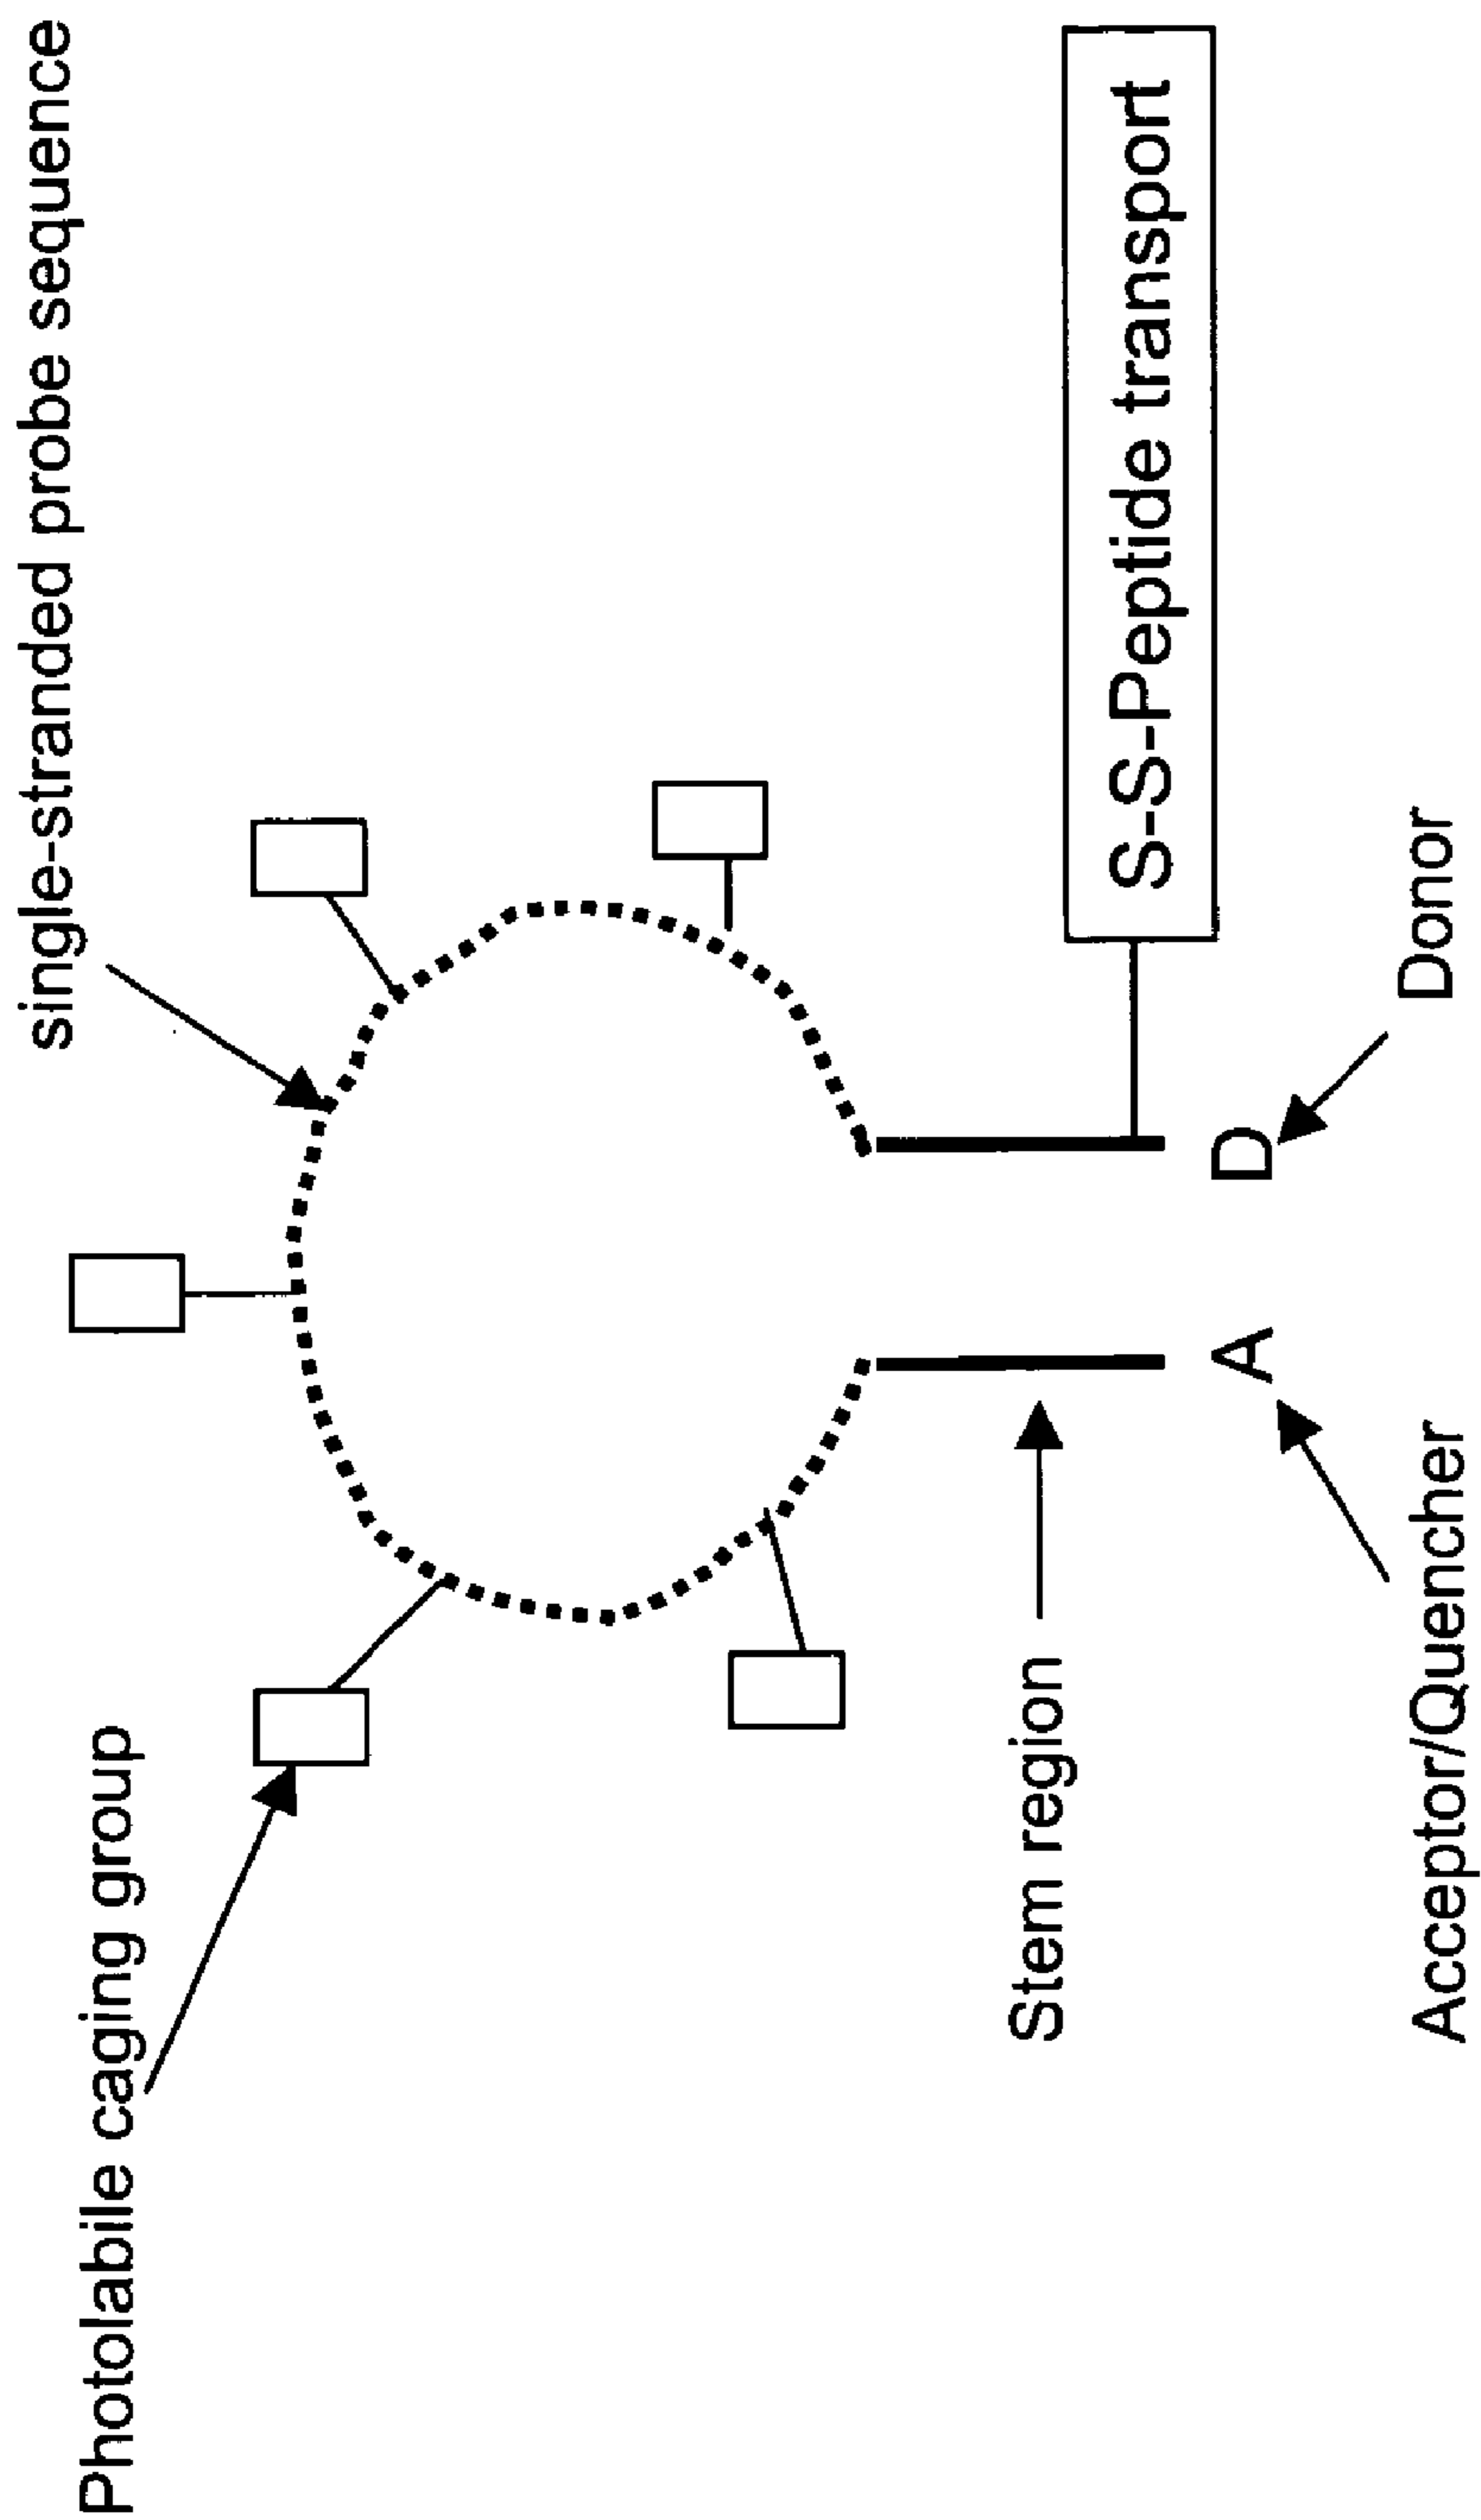 Photolabile caging group
single-stranded probe sequence
Stem region
S-S-Peptide transport
A
D
Acceptor/Quencher
Donor